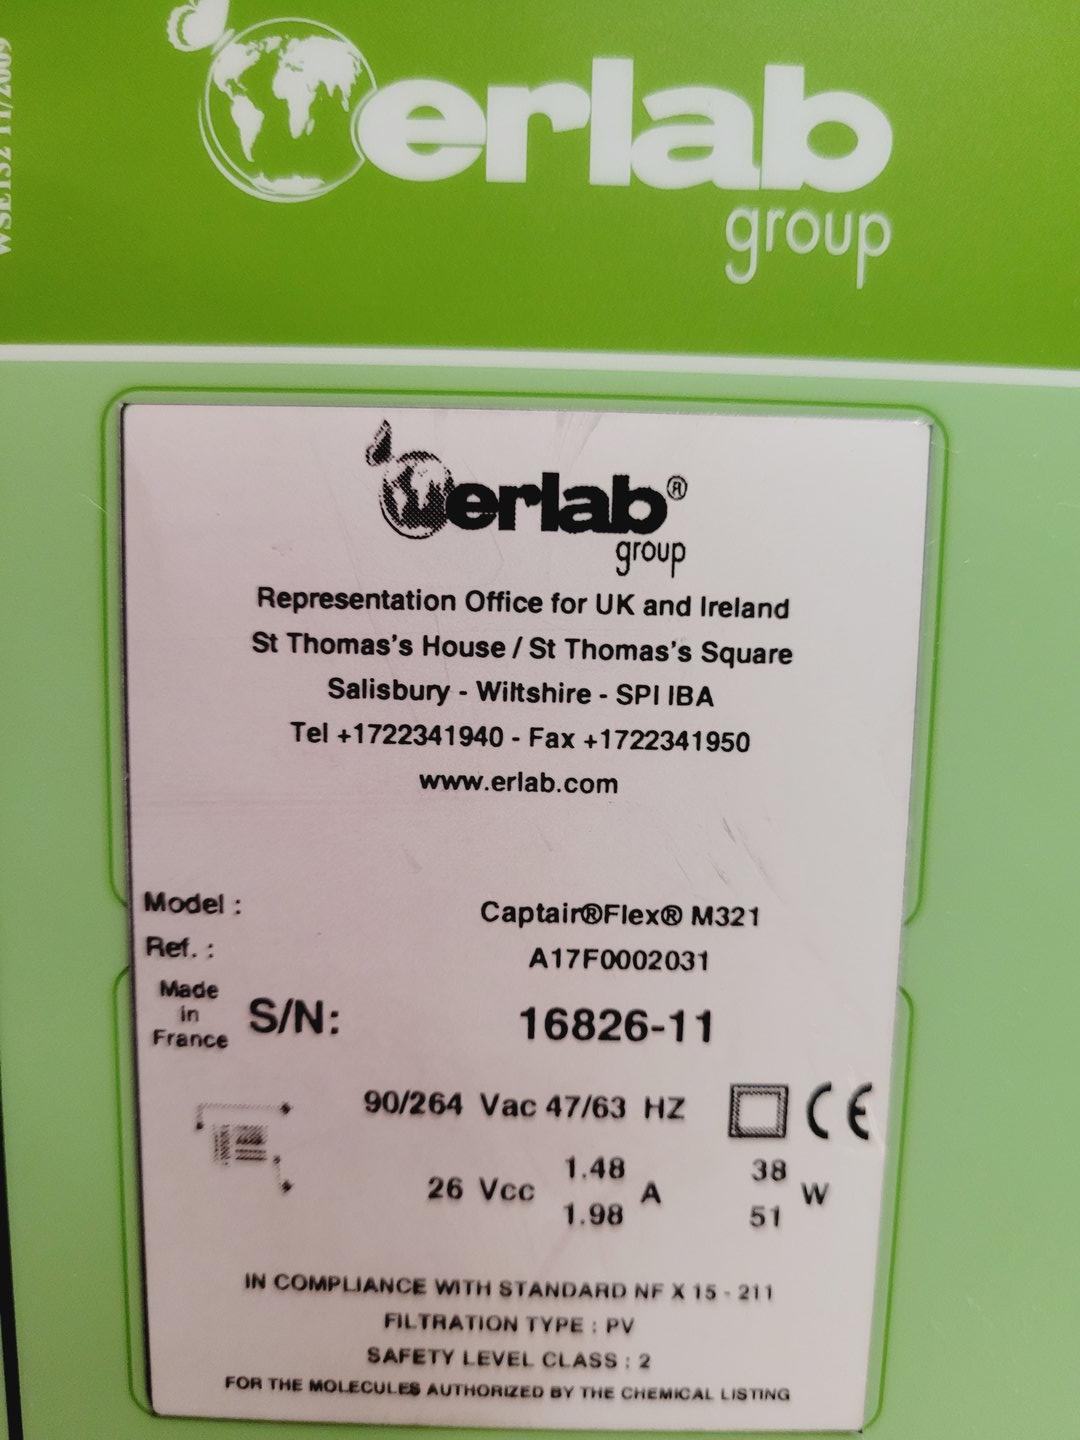 WSE132 11/2009
erlab
group
erlab®
group
Representation Office for UK and Ireland
St Thomas's House / St Thomas's Square
Salisbury - Wiltshire - SPI IBA
Tel +1722341940 - Fax +1722341950
www.erlab.com
Model : Captair®Flex® M321
Ref. : A17F0002031
Made in France
S/N: 16826-11
90/264 Vac 47/63 HZ CE
26 Vcc 1.48 A 38 W
1.98 51
IN COMPLIANCE WITH STANDARD NF X 15 - 211
FILTRATION TYPE : PV
SAFETY LEVEL CLASS : 2
FOR THE MOLECULES AUTHORIZED BY THE CHEMICAL LISTING